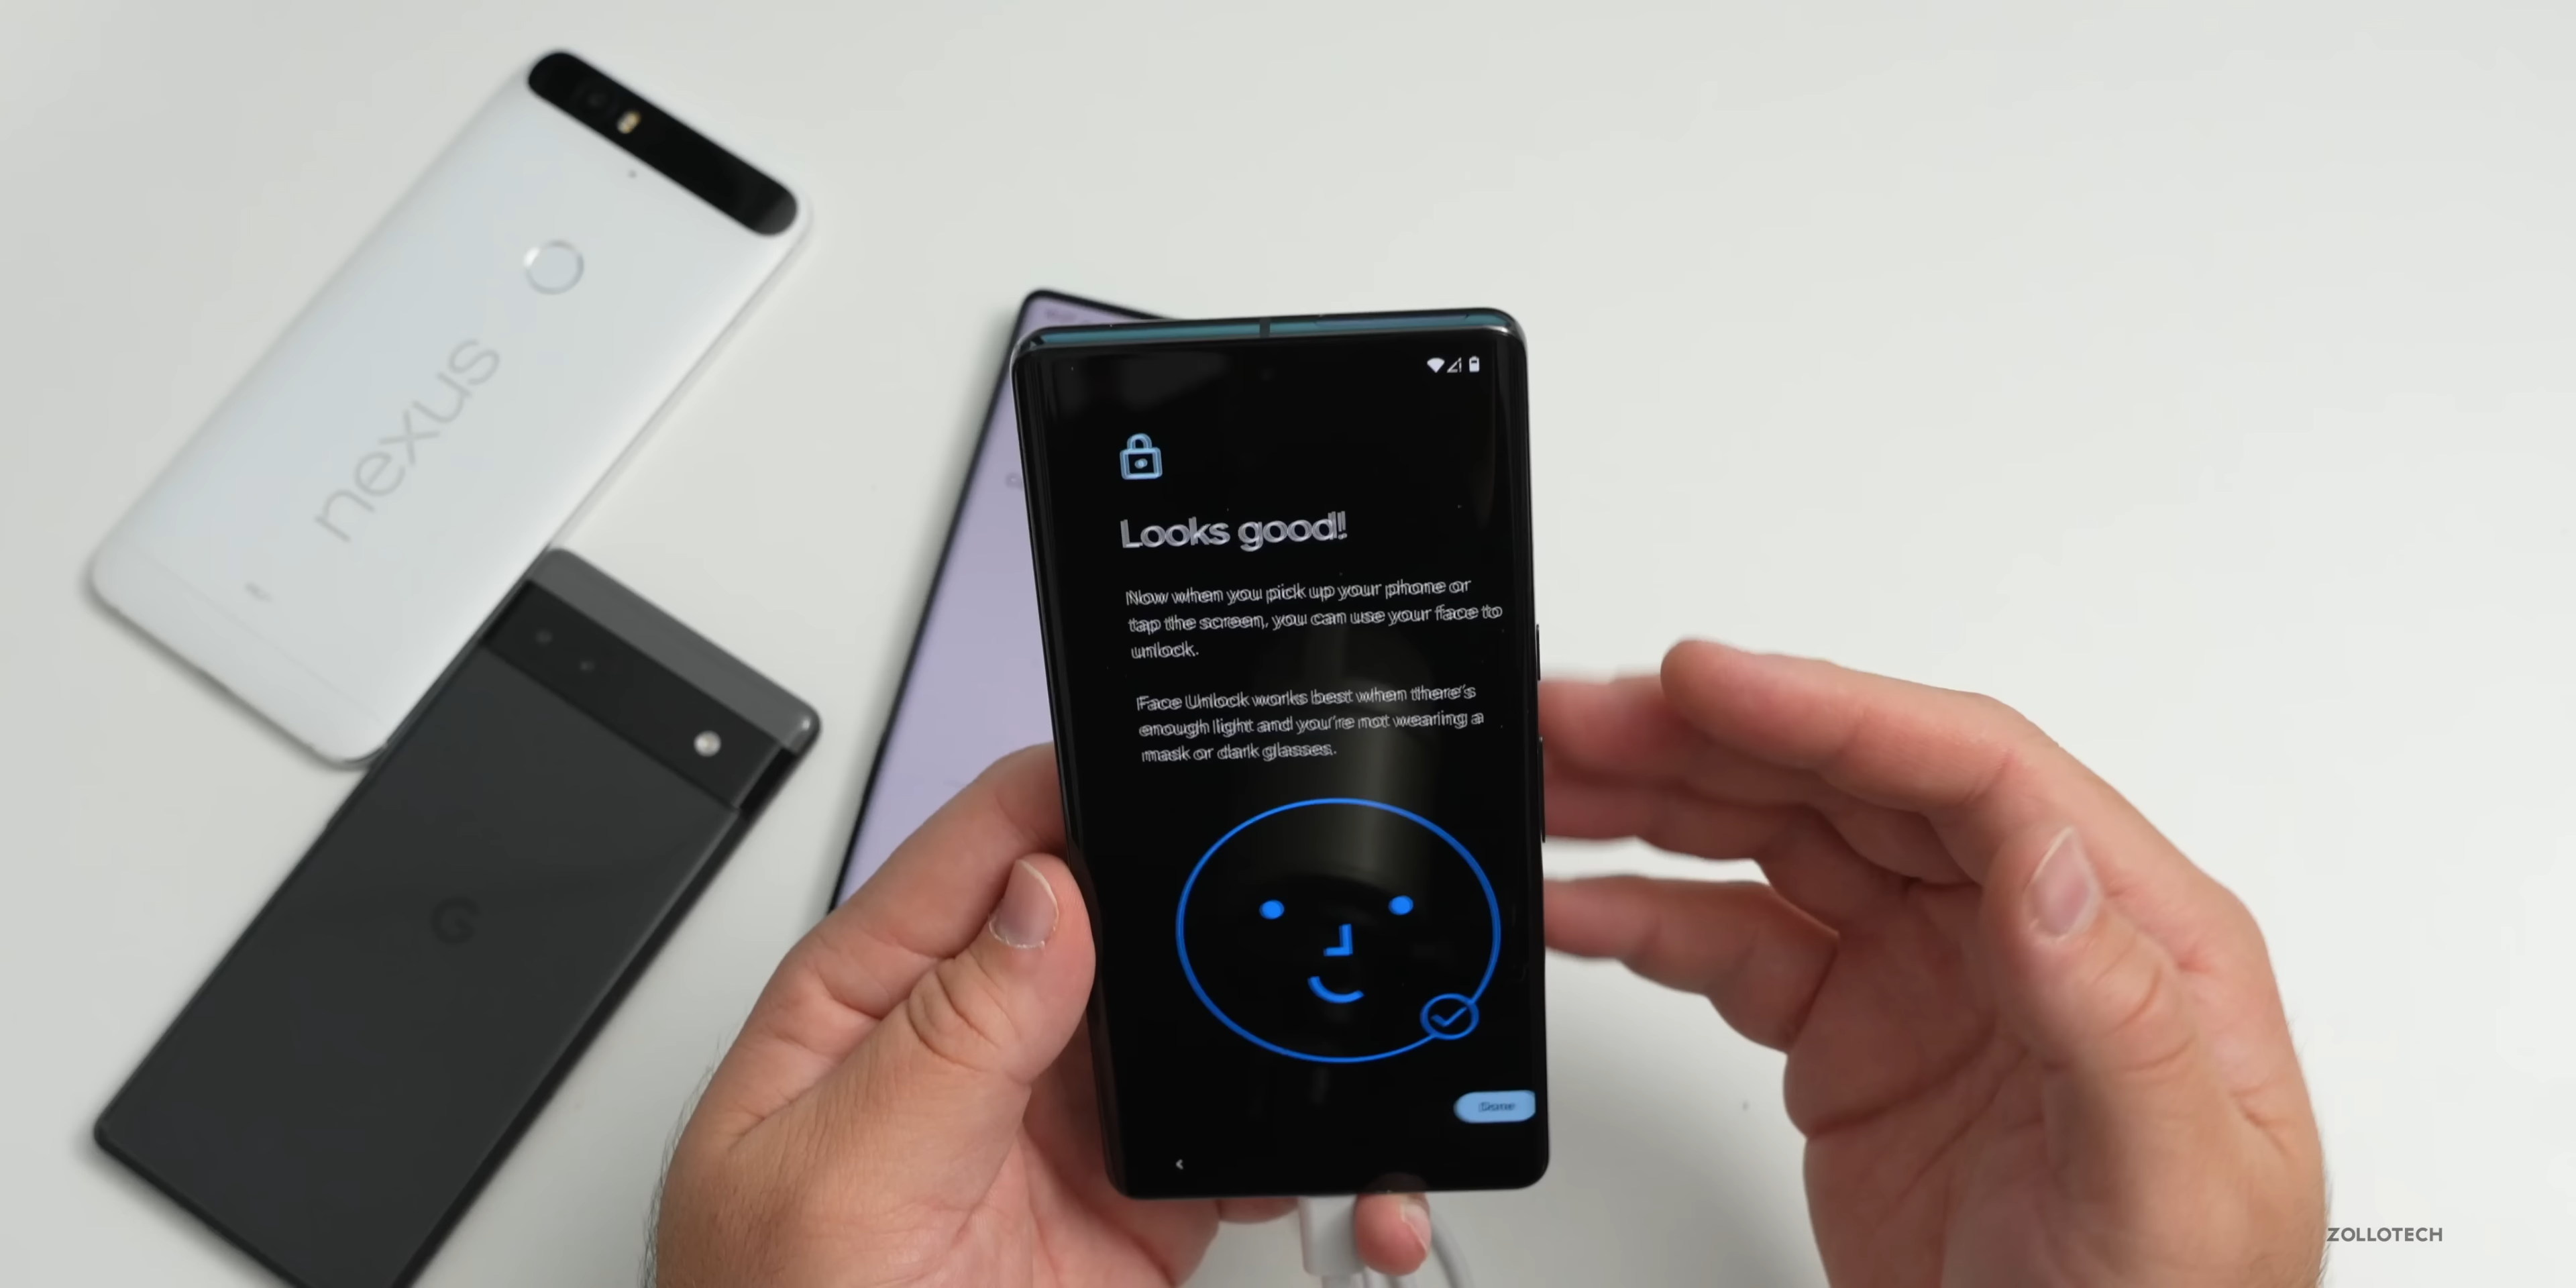 nexus
G
Looks good!
Now when you pick up your phone or
tap the screen, you can use your face to
unlock.
Face Unlock works best when there's
enough light and you're not wearing a
mask or dark glasses.
Done
ZOLLOTECH